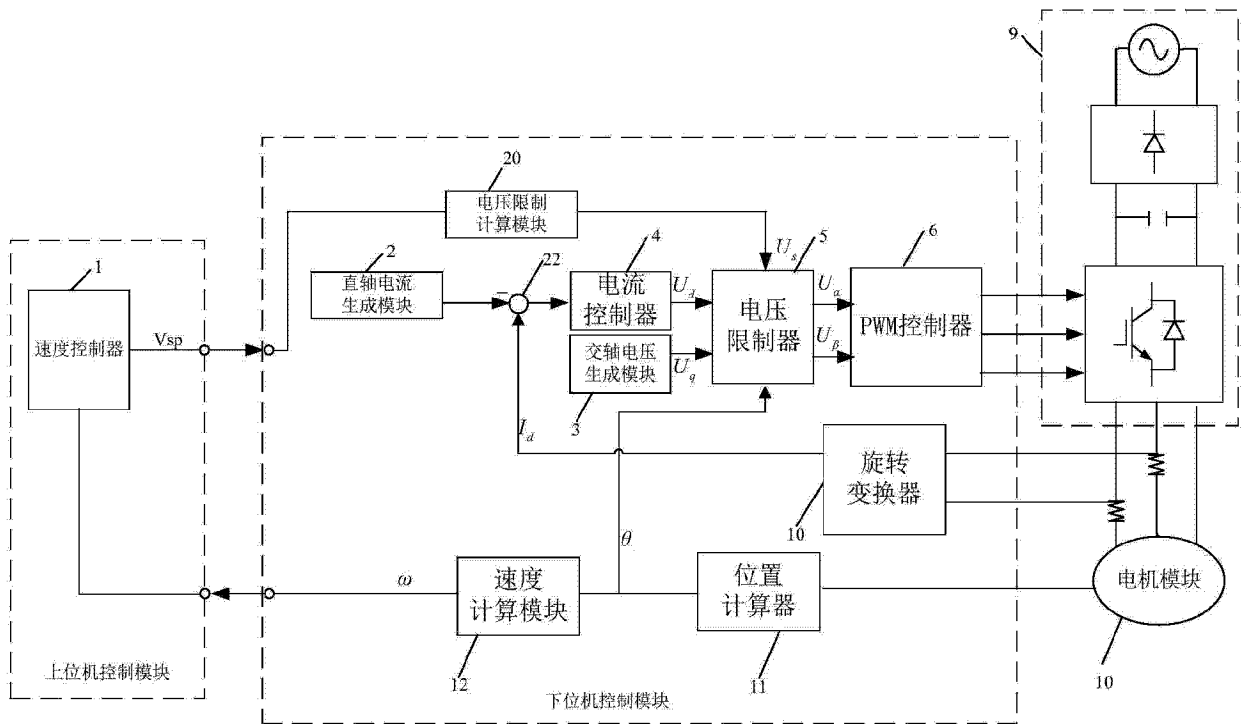 9
20
电压限制
计算模块
1
2
22
4
5
6
直轴电流
生成模块
−
电流
控制器
U_d
U_s
电压
限制器
U_α
U_β
PWM控制器
速度控制器
Vsp
交轴电压
生成模块
U_q
3
I_d
旋转
变换器
10
θ
ω
速度
计算模块
12
位置
计算器
11
电机模块
10
上位机控制模块
下位机控制模块